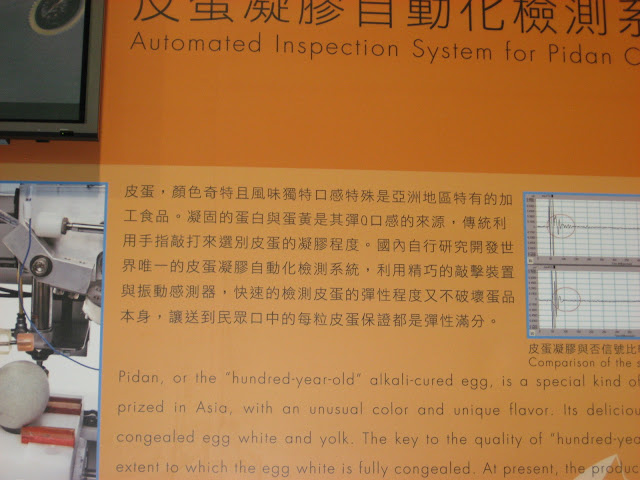 皮蛋凝膠自動化檢測系
Automated Inspection System for Pidan
皮蛋，顏色奇特且風味獨特口感特殊是亞洲地區特有的加
工食品。凝固的蛋白與蛋黃是其彈Q口感的來源，傳統利
用手指敲打來選別皮蛋的凝膠程度。國內自行研究開發世
界唯一的皮蛋凝膠自動化檢測系統，利用精巧的敲擊裝置
與振動感測器，快速的檢測皮蛋的彈性程度又不破壞蛋品
本身，讓送到民眾口中的每粒皮蛋保證都是彈性滿分。
皮蛋凝膠與否信號比
Comparison of the s
Pidan, or the "hundred-year-old" alkali-cured egg, is a special kind of
prized in Asia, with an unusual color and unique flavor. Its delicious
congealed egg white and yolk. The key to the quality of "hundred-yea
extent to which the egg white is fully congealed. At present, the produc